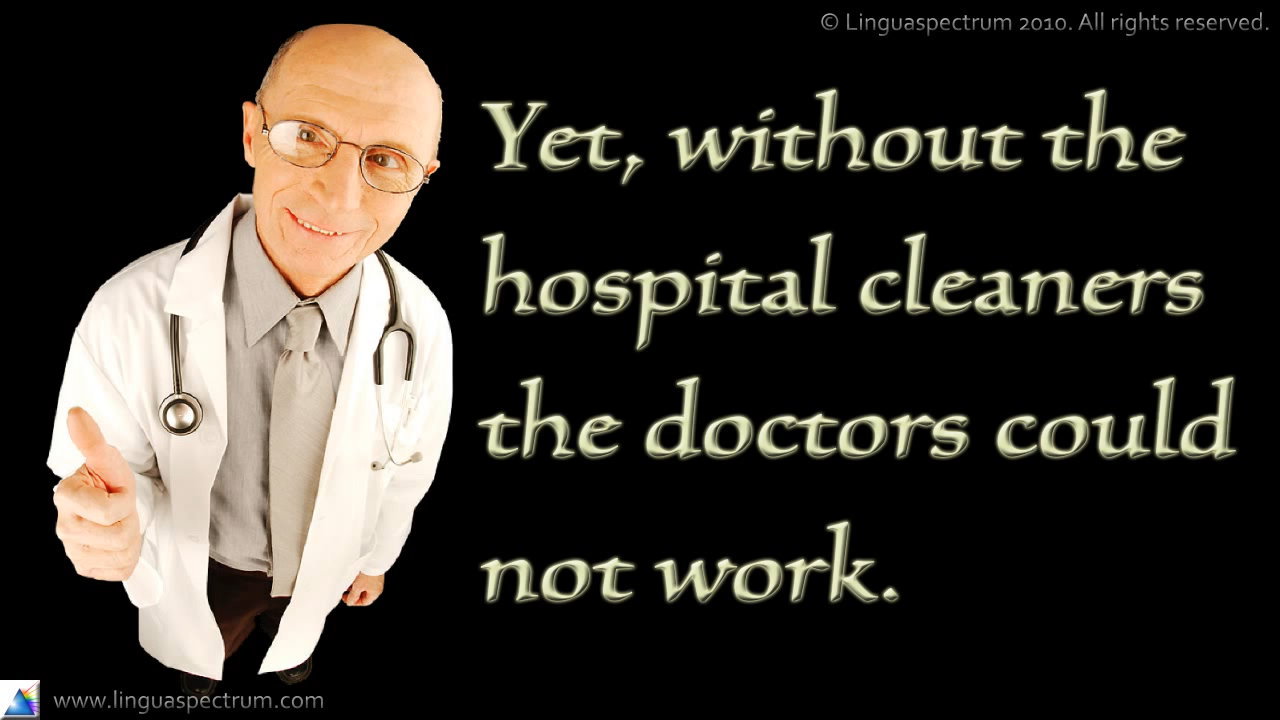 © Linguaspectrum 2010. All rights reserved.
Yet, without the
hospital cleaners
the doctors could
not work.
www.linguaspectrum.com